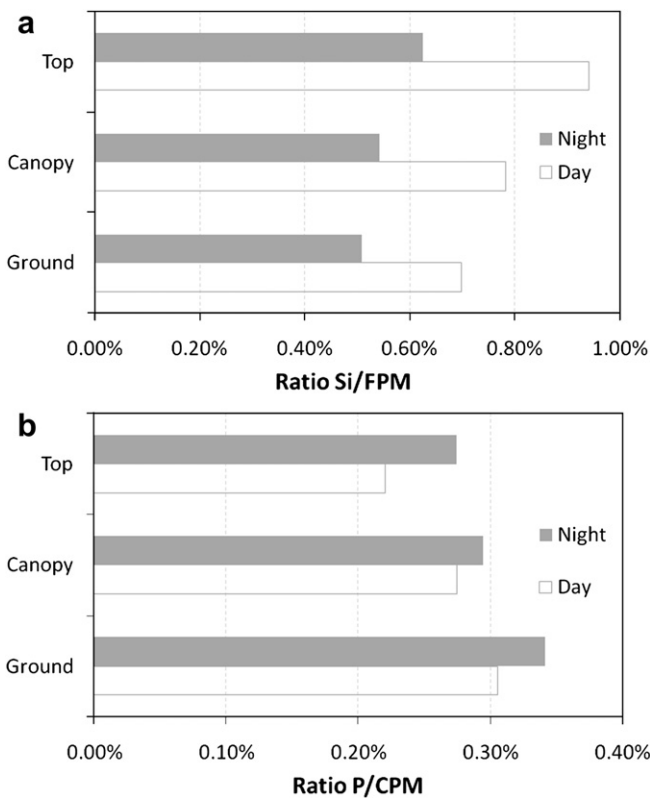 a
Top
Canopy
Ground
Night
Day
0.00% 0.20% 0.40% 0.60% 0.80% 1.00%
Ratio Si/FPM
b
Top
Canopy
Ground
Night
Day
0.00% 0.10% 0.20% 0.30% 0.40%
Ratio P/CPM